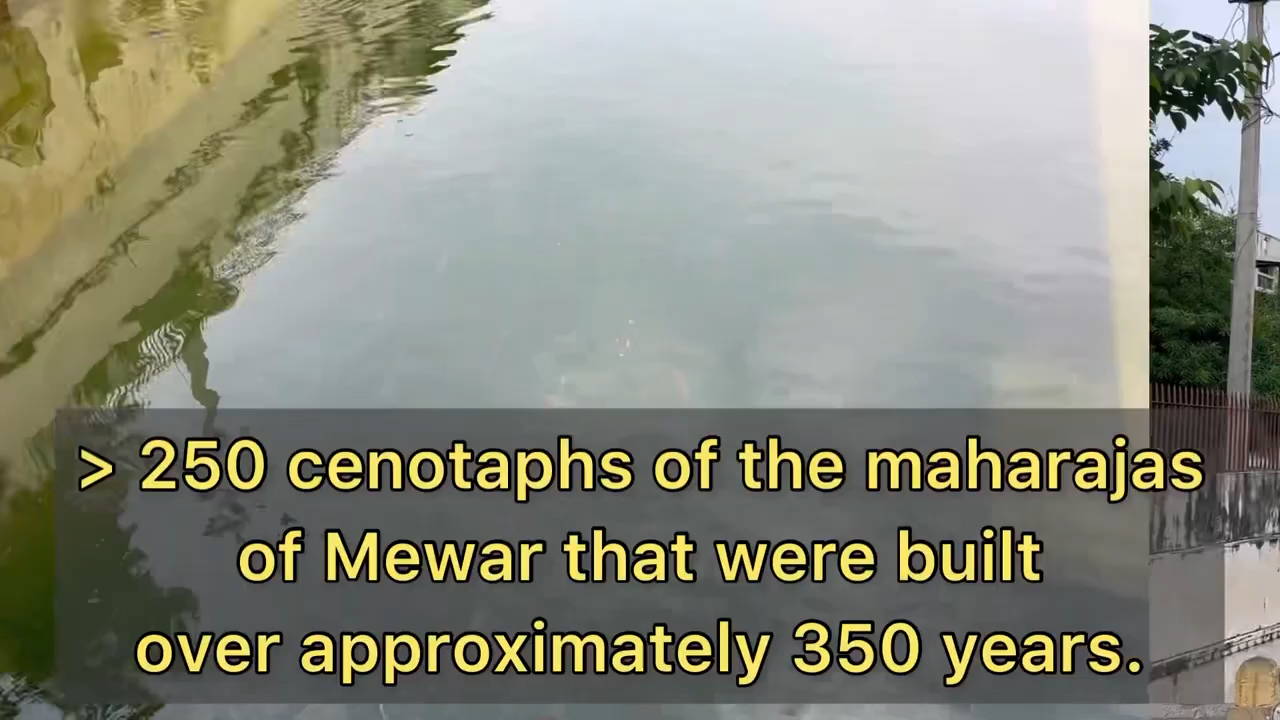 > 250 cenotaphs of the maharajas
of Mewar that were built
over approximately 350 years.